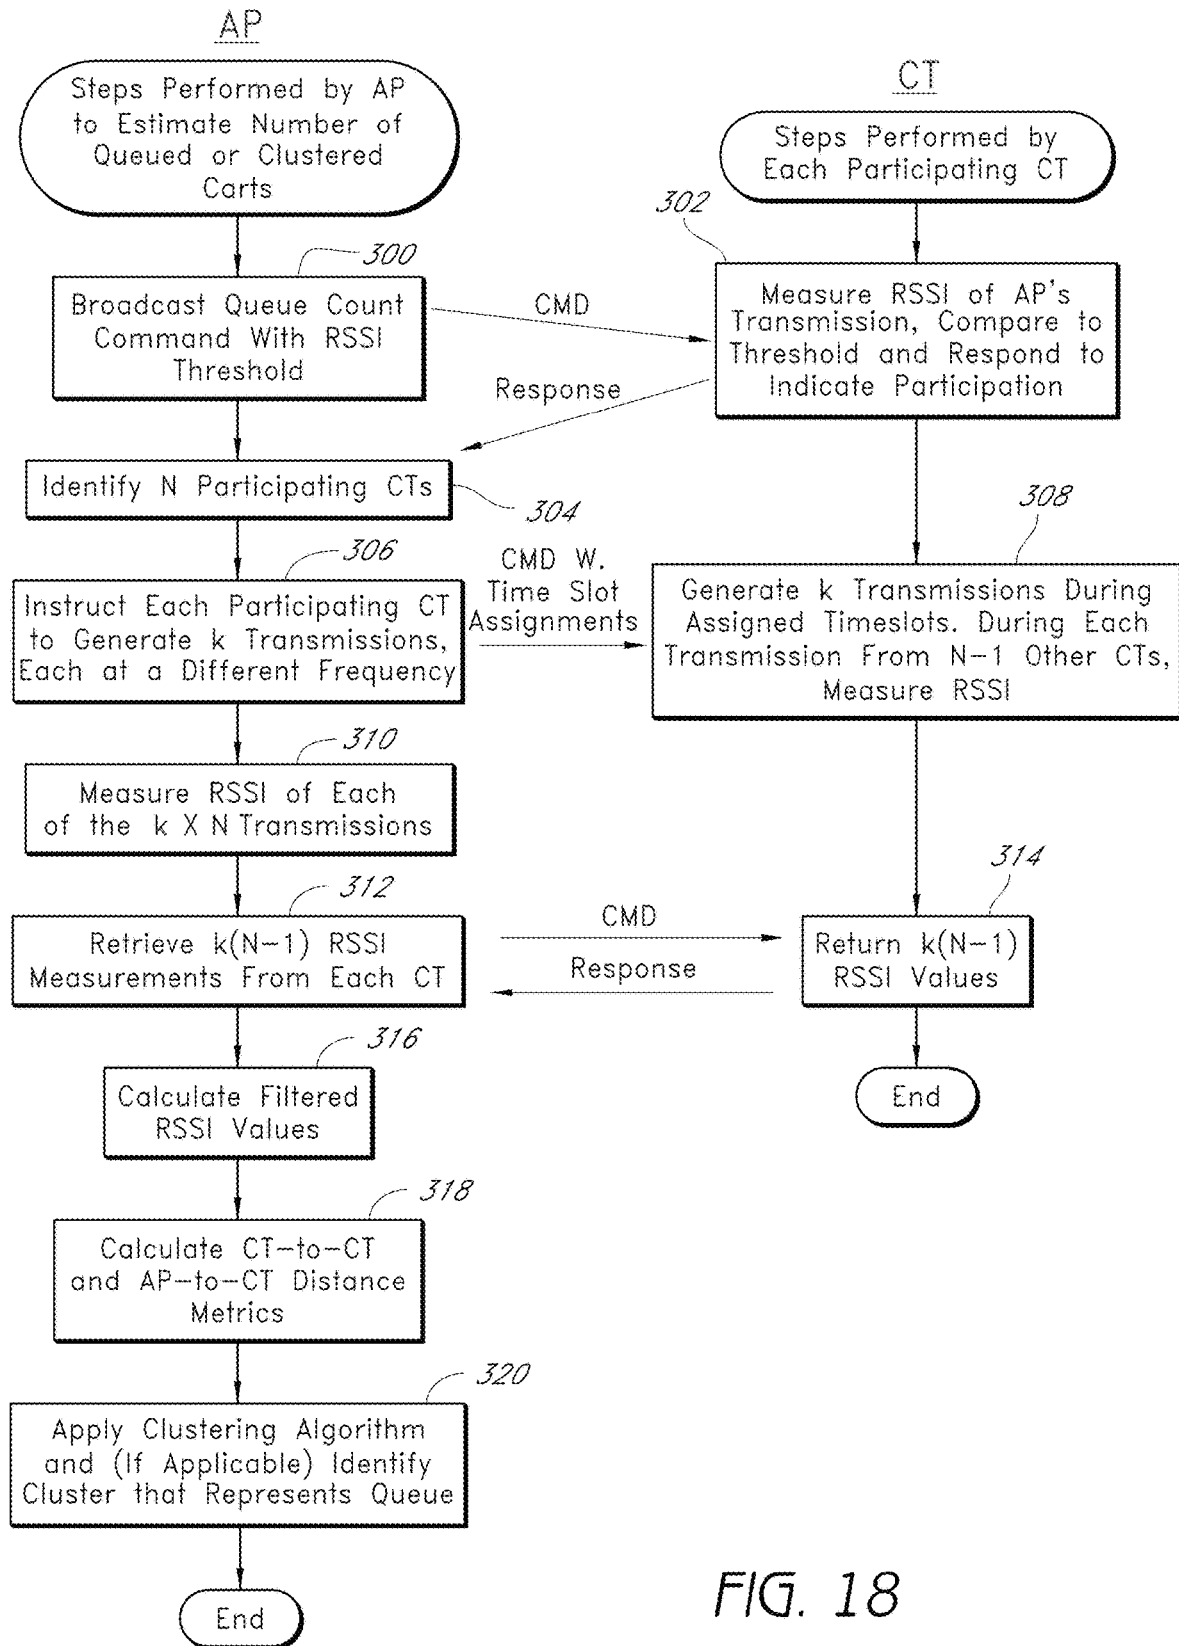 AP
Steps Performed by AP
to Estimate Number of
Queued or Clustered
Carts
300
Broadcast Queue Count
Command With RSSI
Threshold
CMD
Response
Identify N Participating CTs
304
306
Instruct Each Participating CT
to Generate k Transmissions,
Each at a Different Frequency
CMD W.
Time Slot
Assignments
310
Measure RSSI of Each
of the k X N Transmissions
312
Retrieve k(N-1) RSSI
Measurements From Each CT
CMD
Response
316
Calculate Filtered
RSSI Values
318
Calculate CT-to-CT
and AP-to-CT Distance
Metrics
320
Apply Clustering Algorithm
and (If Applicable) Identify
Cluster that Represents Queue
End
CT
Steps Performed by
Each Participating CT
302
Measure RSSI of AP's
Transmission, Compare to
Threshold and Respond to
Indicate Participation
308
Generate k Transmissions During
Assigned Timeslots. During Each
Transmission From N-1 Other CTs,
Measure RSSI
314
Return k(N-1)
RSSI Values
End
FIG. 18